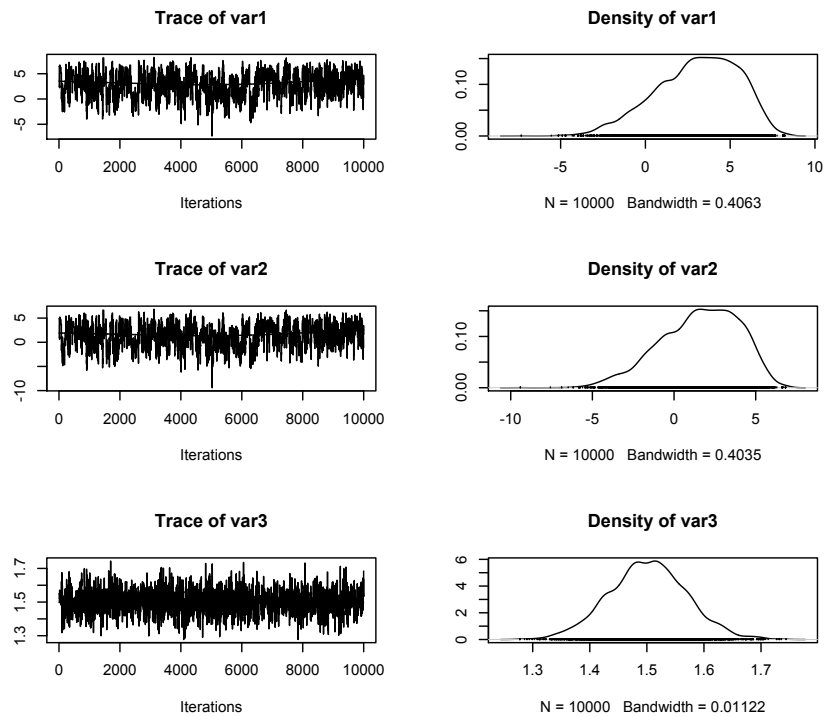 Trace of var1
5
0
-5
0 2000 4000 6000 8000 10000
Iterations
Density of var1
0.10
0.00
-5 0 5 10
N = 10000 Bandwidth = 0.4063
Trace of var2
5
0
-10
0 2000 4000 6000 8000 10000
Iterations
Density of var2
0.10
0.00
-10 -5 0 5
N = 10000 Bandwidth = 0.4035
Trace of var3
1.7
1.5
1.3
0 2000 4000 6000 8000 10000
Iterations
Density of var3
6
4
2
0
1.3 1.4 1.5 1.6 1.7
N = 10000 Bandwidth = 0.01122